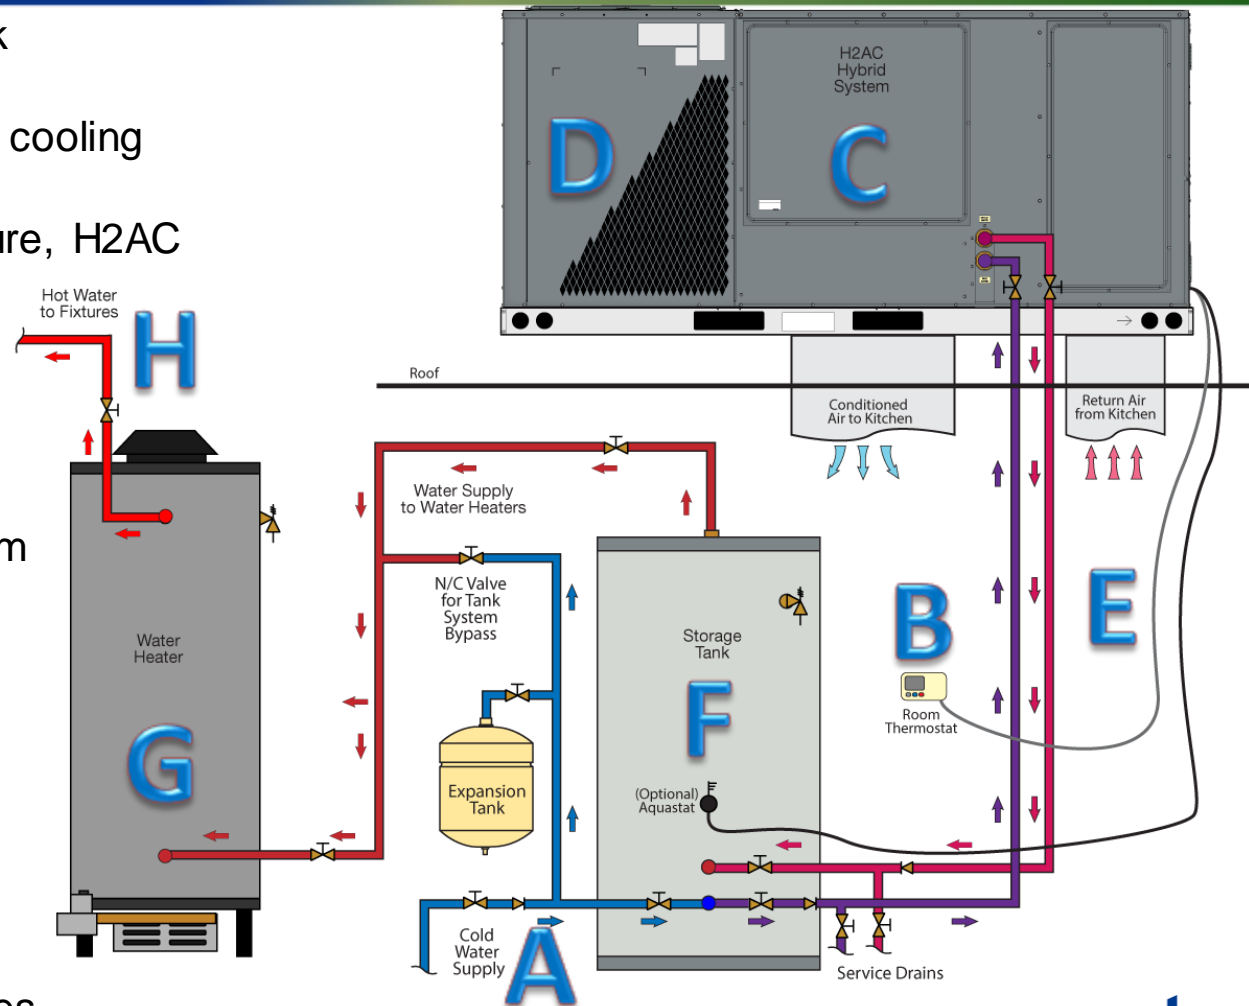 k
cooling
ure, H2AC
m
es
H2AC
Hybrid
System
D
C
Hot Water
to Fixtures
H
Roof
Conditioned
Air to Kitchen
Return Air
from Kitchen
Water Supply
to Water Heaters
N/C Valve
for Tank
System
Bypass
Water
Heater
G
Storage
Tank
F
B
Room
Thermostat
E
Expansion
Tank
(Optional)
Aquastat
Cold
Water
Supply
A
Service Drains